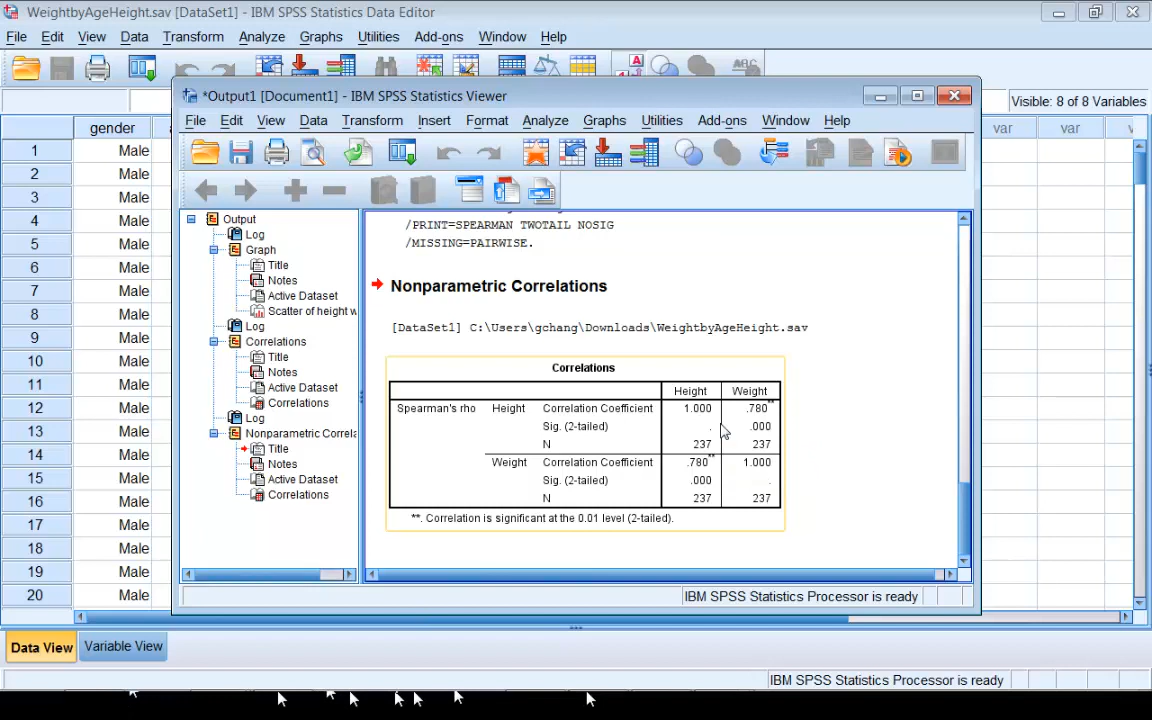 WeightbyAgeHeight.sav [DataSet1] - IBM SPSS Statistics Data Editor
File Edit View Data Transform Analyze Graphs Utilities Add-ons Window Help
Visible: 8 of 8 Variables
gender
var var
1 Male
2 Male
3 Male
4 Male
5 Male
6 Male
7 Male
8 Male
9 Male
10 Male
11 Male
12 Male
13 Male
14 Male
15 Male
16 Male
17 Male
18 Male
19 Male
20 Male
*Output1 [Document1] - IBM SPSS Statistics Viewer
File Edit View Data Transform Insert Format Analyze Graphs Utilities Add-ons Window Help
Output
Log
Graph
Title
Notes
Active Dataset
Scatter of height w
Log
Correlations
Title
Notes
Active Dataset
Correlations
Log
Nonparametric Correla
Title
Notes
Active Dataset
Correlations
/PRINT=SPEARMAN TWOTAIL NOSIG
/MISSING=PAIRWISE.
Nonparametric Correlations
[DataSet1] C:\Users\gchang\Downloads\WeightbyAgeHeight.sav
Correlations
Height Weight
Spearman's rho Height Correlation Coefficient 1.000 .780**
Sig. (2-tailed) . .000
N 237 237
Weight Correlation Coefficient .780** 1.000
Sig. (2-tailed) .000 .
N 237 237
**. Correlation is significant at the 0.01 level (2-tailed).
IBM SPSS Statistics Processor is ready
Data View Variable View
IBM SPSS Statistics Processor is ready